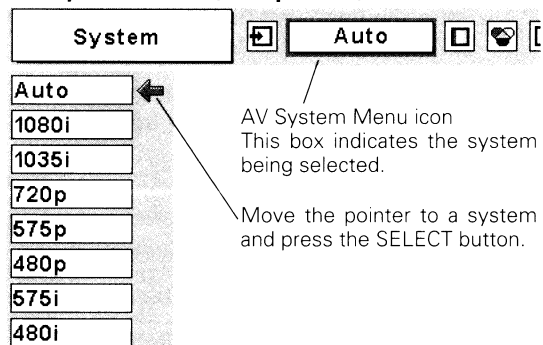 System
Auto
Auto
1080i
1035i
720p
575p
480p
575i
480i
AV System Menu icon
This box indicates the system
being selected.
Move the pointer to a system
and press the SELECT button.